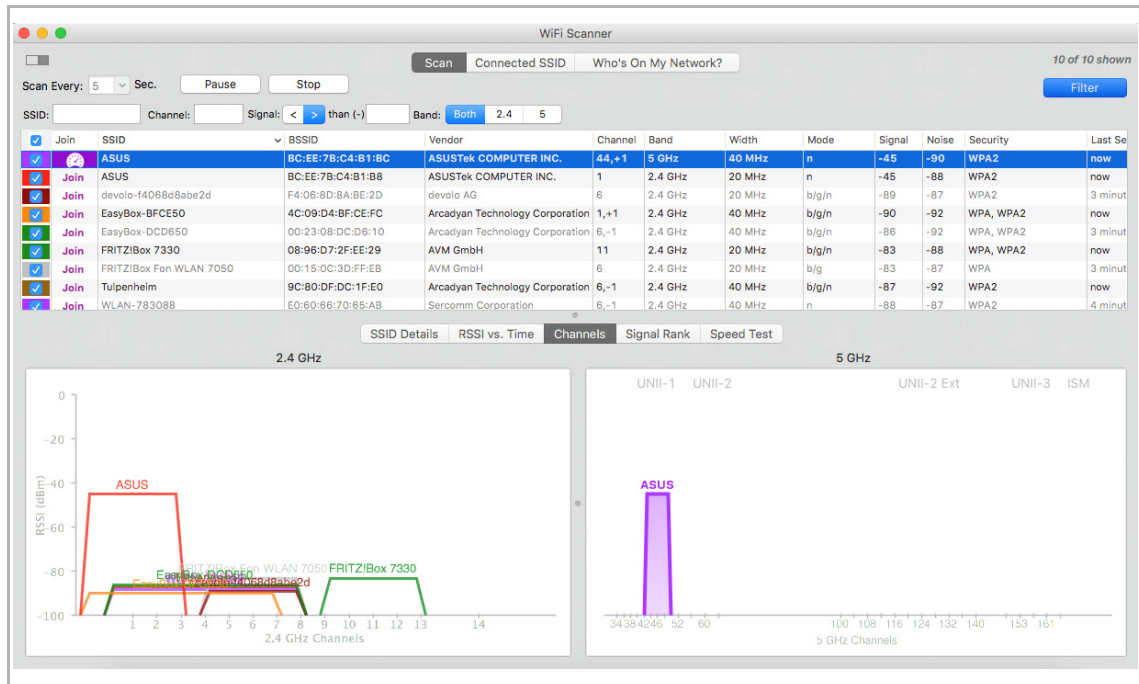 WiFi Scanner
Scan Connected SSID Who's On My Network? 10 of 10 shown
Scan Every: 5 Sec. Pause Stop Filter
SSID: Channel: Signal: < > than (-) Band: Both 2.4 5
Join SSID BSSID Vendor Channel Band Width Mode Signal Noise Security Last Se
ASUS BC:EE:7B:C4:B1:BC ASUSTek COMPUTER INC. 44,+1 5 GHz 40 MHz n -45 -90 WPA2 now
Join ASUS BC:EE:7B:C4:B1:B8 ASUSTek COMPUTER INC. 1 2.4 GHz 20 MHz n -45 -88 WPA2 now
Join devolo-f4068d8abe2d F4:06:8D:8A:BE:2D devolo AG 6 2.4 GHz 20 MHz b/g/n -89 -87 WPA2 3 minut
Join EasyBox-BFCE50 4C:09:D4:BF:CE:FC Arcadyan Technology Corporation 1,+1 2.4 GHz 40 MHz b/g/n -90 -92 WPA, WPA2 now
Join EasyBox-DCD650 00:23:08:DC:D6:10 Arcadyan Technology Corporation 6,-1 2.4 GHz 40 MHz b/g/n -86 -92 WPA, WPA2 3 minut
Join FRITZ!Box 7330 08:96:D7:2F:EE:29 AVM GmbH 11 2.4 GHz 20 MHz b/g/n -83 -88 WPA, WPA2 now
Join FRITZ!Box Fon WLAN 7050 00:15:0C:3D:FF:EB AVM GmbH 6 2.4 GHz 20 MHz b/g -83 -87 WPA 3 minut
Join Tulpenheim 9C:80:DF:DC:1F:E0 Arcadyan Technology Corporation 6,-1 2.4 GHz 40 MHz b/g/n -87 -92 WPA2 now
Join WLAN-783088 E0:60:66:70:65:AB Sercomm Corporation 6,-1 2.4 GHz 40 MHz n -88 -87 WPA2 4 minut
SSID Details RSSI vs. Time Channels Signal Rank Speed Test
2.4 GHz
0
-20
-40
-60
-80
-100
RSSI (dBm)
ASUS
FRITZ!Box Fon WLAN 7050 FRITZ!Box 7330
EasyBox-DCD650
1 2 3 4 5 6 7 8 9 10 11 12 13 14
2.4 GHz Channels
5 GHz
UNII-1 UNII-2 UNII-2 Ext UNII-3 ISM
ASUS
34 38 42 46 52 60 100 108 116 124 132 140 153 161
5 GHz Channels